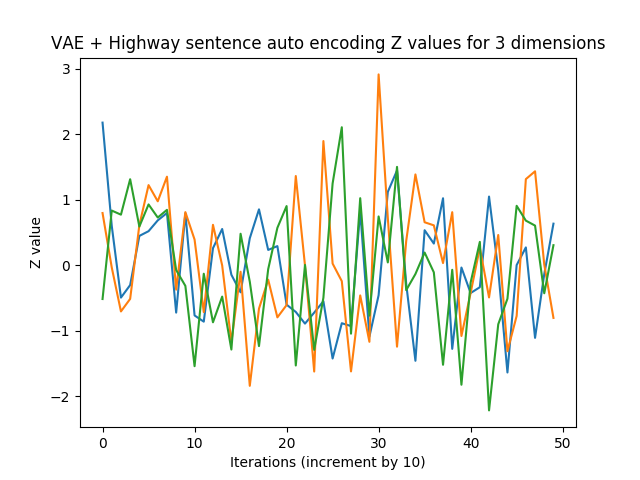 VAE + Highway sentence auto encoding Z values for 3 dimensions
3
2
1
0
−1
−2
Z value
0 10 20 30 40 50
Iterations (increment by 10)